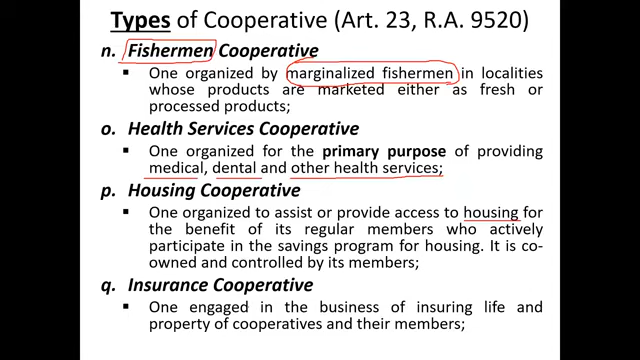 Types of Cooperative (Art. 23, R.A. 9520)
n. Fishermen Cooperative
▪ One organized by marginalized fishermen in localities
whose products are marketed either as fresh or
processed products;
o. Health Services Cooperative
▪ One organized for the primary purpose of providing
medical, dental and other health services;
p. Housing Cooperative
▪ One organized to assist or provide access to housing for
the benefit of its regular members who actively
participate in the savings program for housing. It is co-
owned and controlled by its members;
q. Insurance Cooperative
▪ One engaged in the business of insuring life and
property of cooperatives and their members;